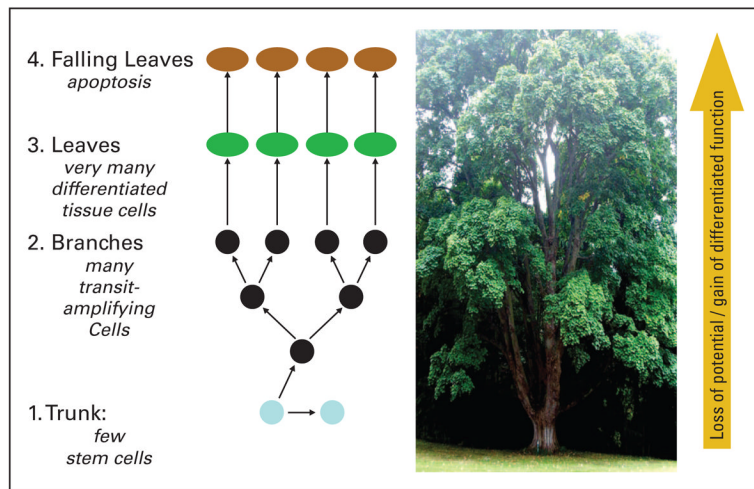 4. Falling Leaves
apoptosis
3. Leaves
very many
differentiated
tissue cells
2. Branches
many
transit-
amplifying
Cells
1. Trunk:
few
stem cells
Loss of potential / gain of differentiated function